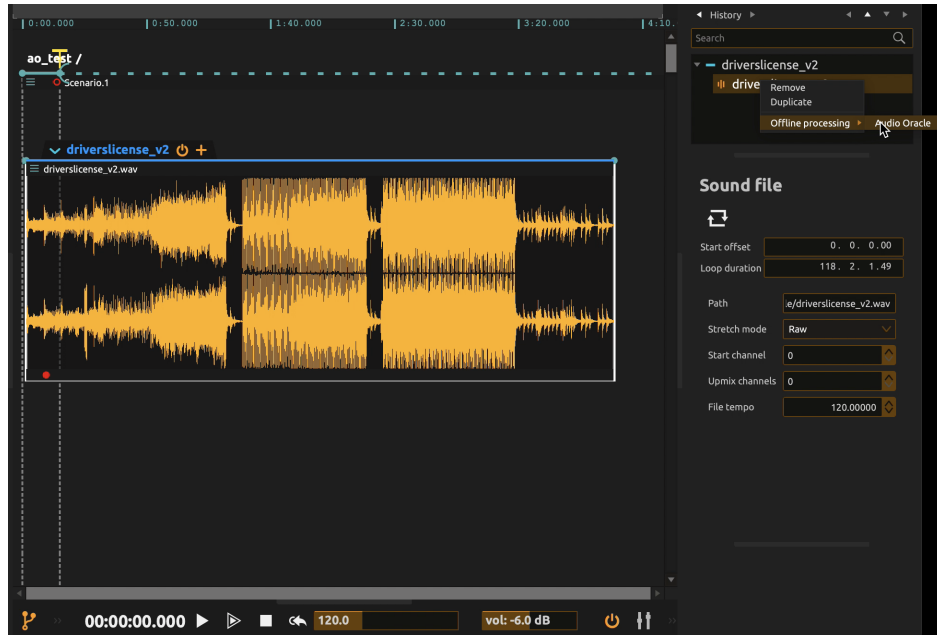 0:00.000 0:50.000 1:40.000 2:30.000 3:20.000 4:10.
ao_test /
Scenario.1
driverslicense_v2
driverslicense_v2.wav
00:00:00.000 120.0 vol: -6.0 dB
History
Search
driverslicense_v2
drive
Remove
Duplicate
Offline processing
Audio Oracle
Sound file
Start offset 0. 0. 0.00
Loop duration 118. 2. 1.49
Path :e/driverslicense_v2.wav
Stretch mode Raw
Start channel 0
Upmix channels 0
File tempo 120.00000